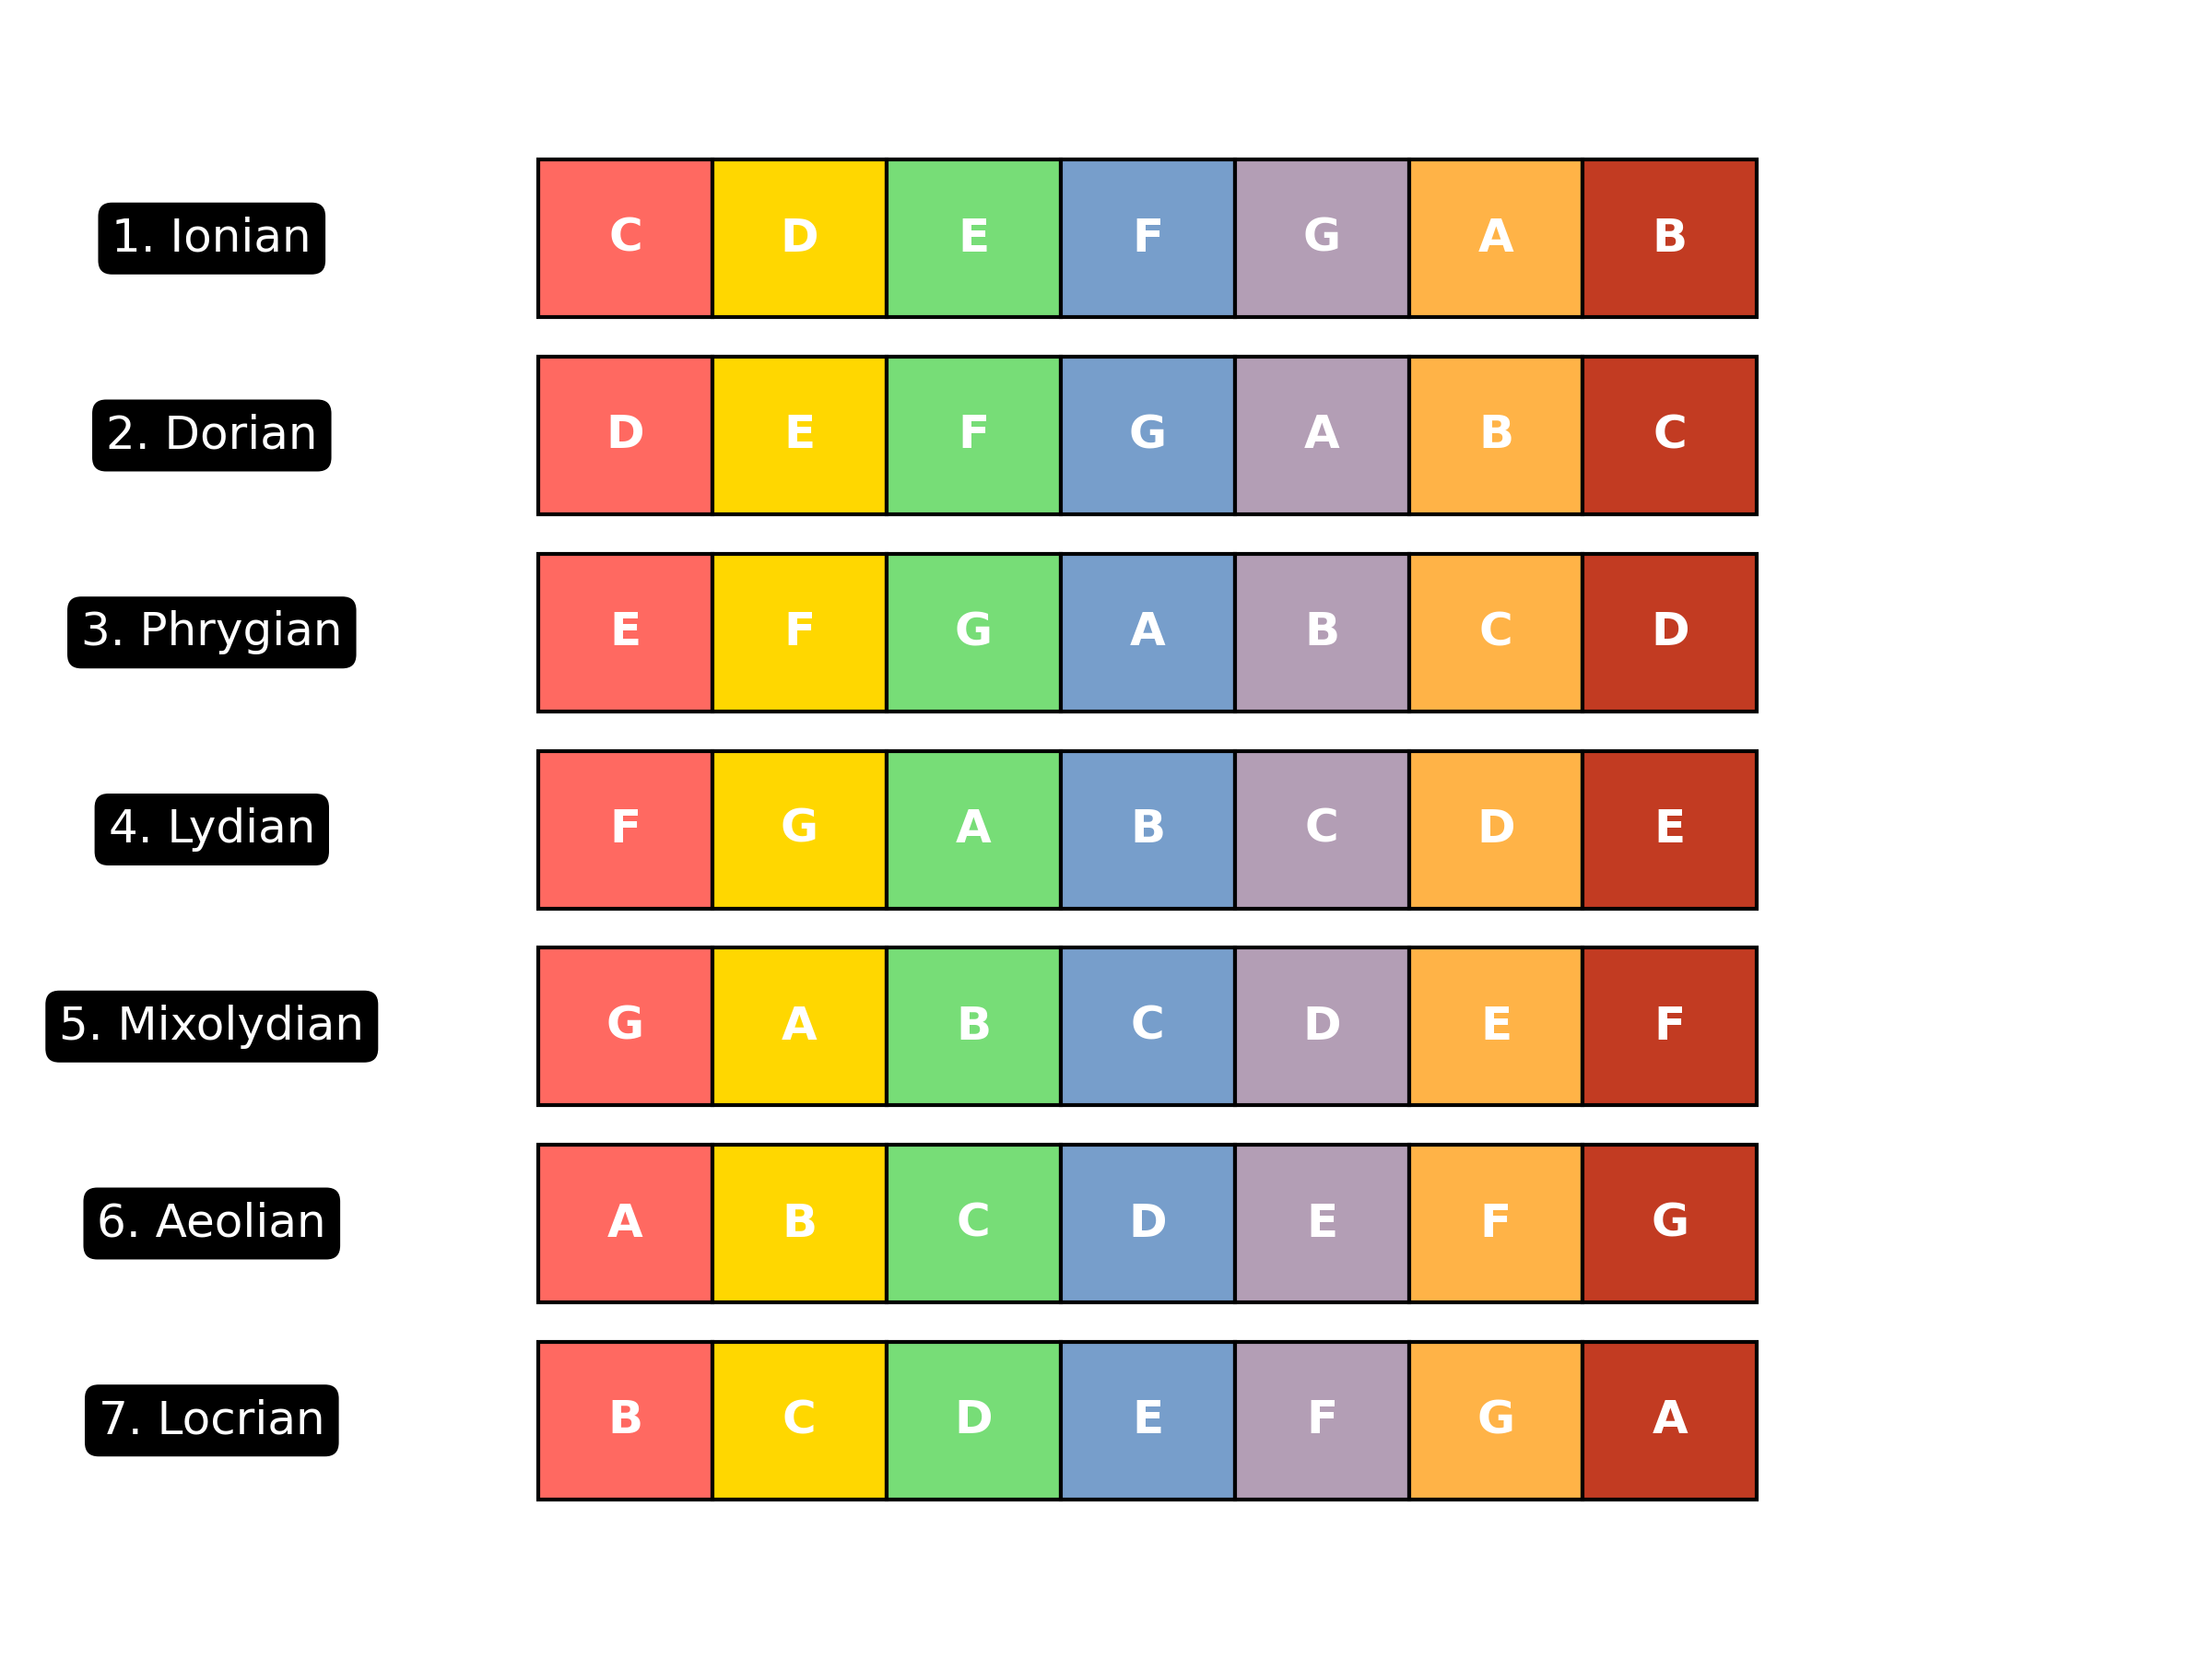 1. Ionian C D E F G A B
2. Dorian D E F G A B C
3. Phrygian E F G A B C D
4. Lydian F G A B C D E
5. Mixolydian G A B C D E F
6. Aeolian A B C D E F G
7. Locrian B C D E F G A